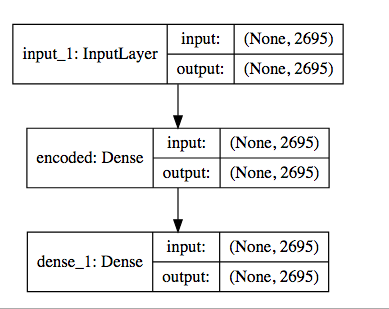 input_1: InputLayer
input: (None, 2695)
output: (None, 2695)
encoded: Dense
input: (None, 2695)
output: (None, 2695)
dense_1: Dense
input: (None, 2695)
output: (None, 2695)